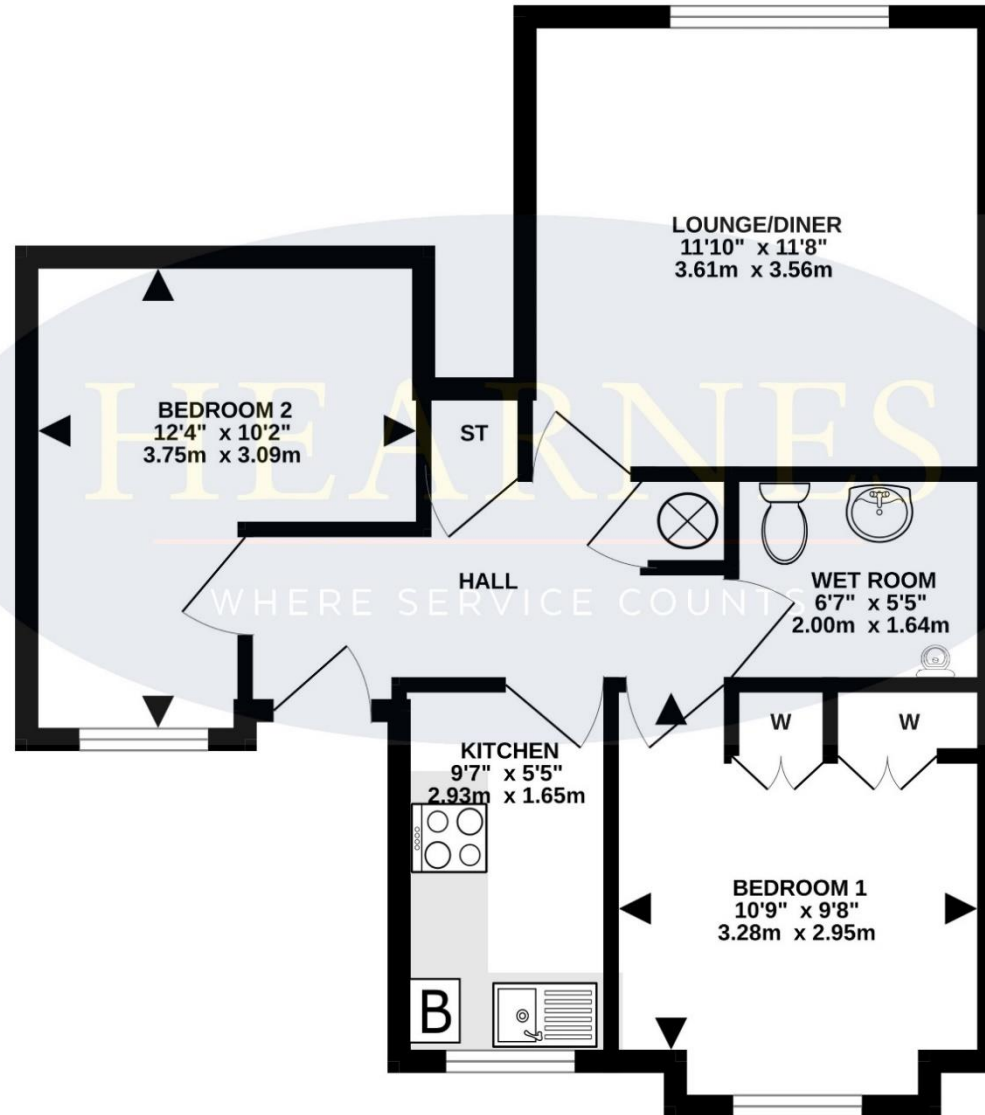 LOUNGE/DINER
11'10" x 11'8"
3.61m x 3.56m
BEDROOM 2
12'4" x 10'2"
3.75m x 3.09m
ST
HEARNES
HALL
WHERE SERVICE COUNTS
WET ROOM
6'7" x 5'5"
2.00m x 1.64m
W
W
KITCHEN
9'7" x 5'5"
2.93m x 1.65m
BEDROOM 1
10'9" x 9'8"
3.28m x 2.95m
B